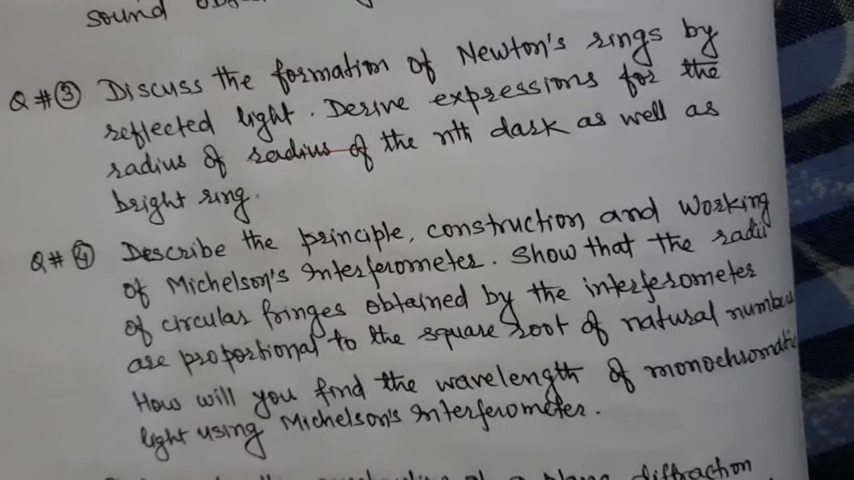 sound
Q#③ Discuss the formation of Newton's rings by
reflected light. Derive expressions for the
radius of radius of the nth dark as well as
bright ring.
Q#④ Describe the principle, construction and working
of Michelson's Interferometer. Show that the radii
of circular fringes obtained by the interferometer
are proportional to the square root of natural numbers
How will you find the wavelength of monochromatic
light using Michelson's Interferometer.
of a plane diffraction